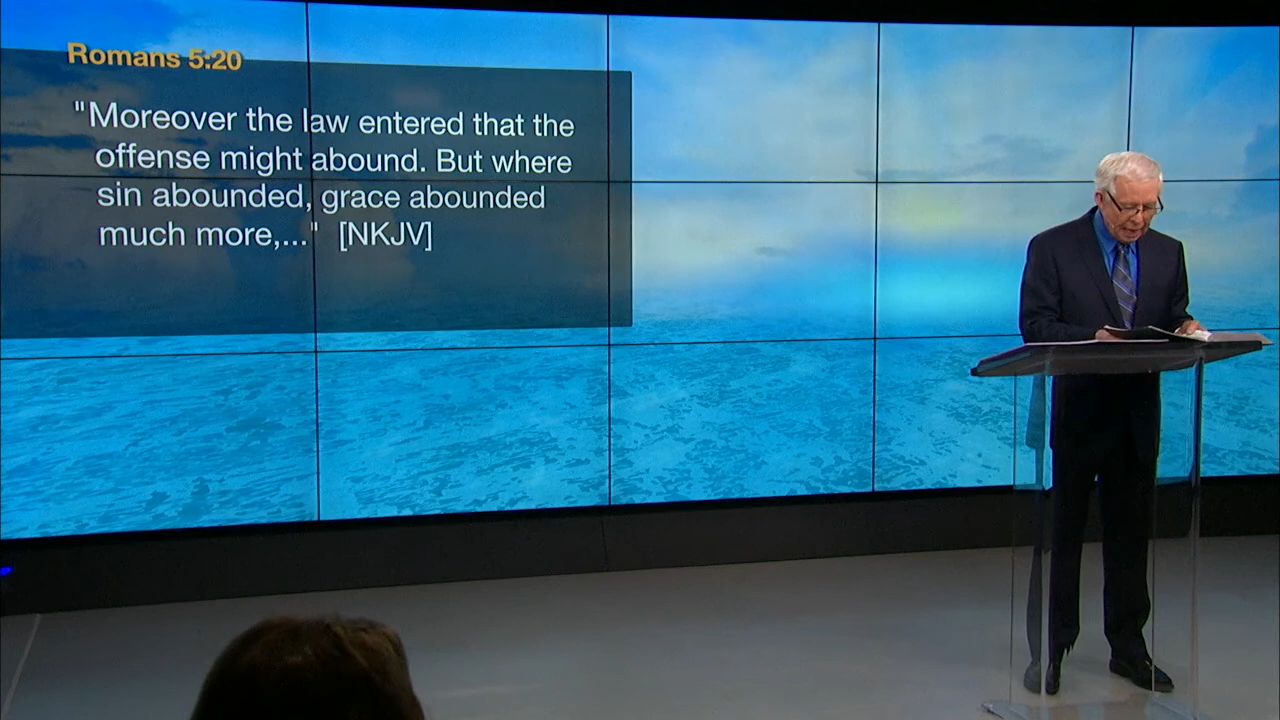 Romans 5:20
"Moreover the law entered that the
offense might abound. But where
sin abounded, grace abounded
much more,..." [NKJV]